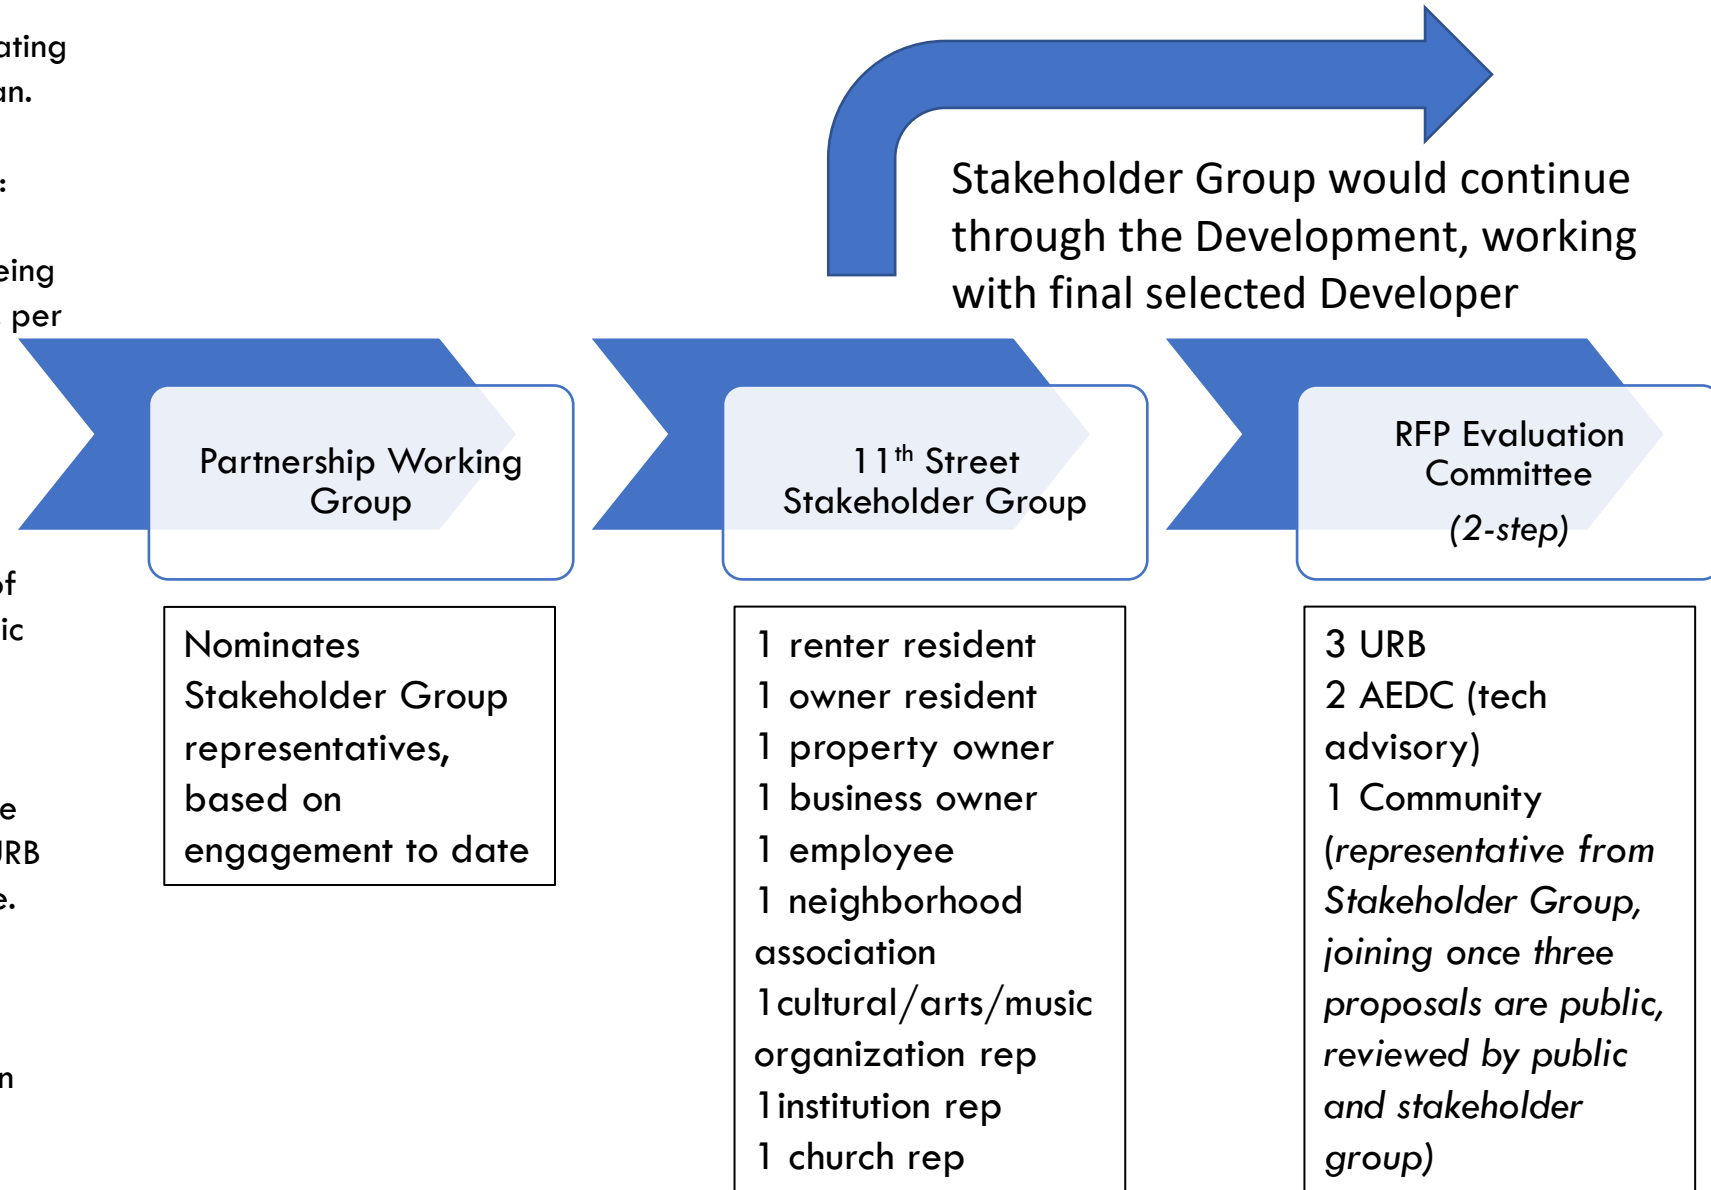 ating
an.
:
eing
per
of
ic
e
URB
e.
n
Stakeholder Group would continue
through the Development, working
with final selected Developer
Partnership Working
Group
Nominates
Stakeholder Group
representatives,
based on
engagement to date
11th Street
Stakeholder Group
1 renter resident
1 owner resident
1 property owner
1 business owner
1 employee
1 neighborhood
association
1cultural/arts/music
organization rep
1institution rep
1 church rep
RFP Evaluation
Committee
(2-step)
3 URB
2 AEDC (tech
advisory)
1 Community
(representative from
Stakeholder Group,
joining once three
proposals are public,
reviewed by public
and stakeholder
group)